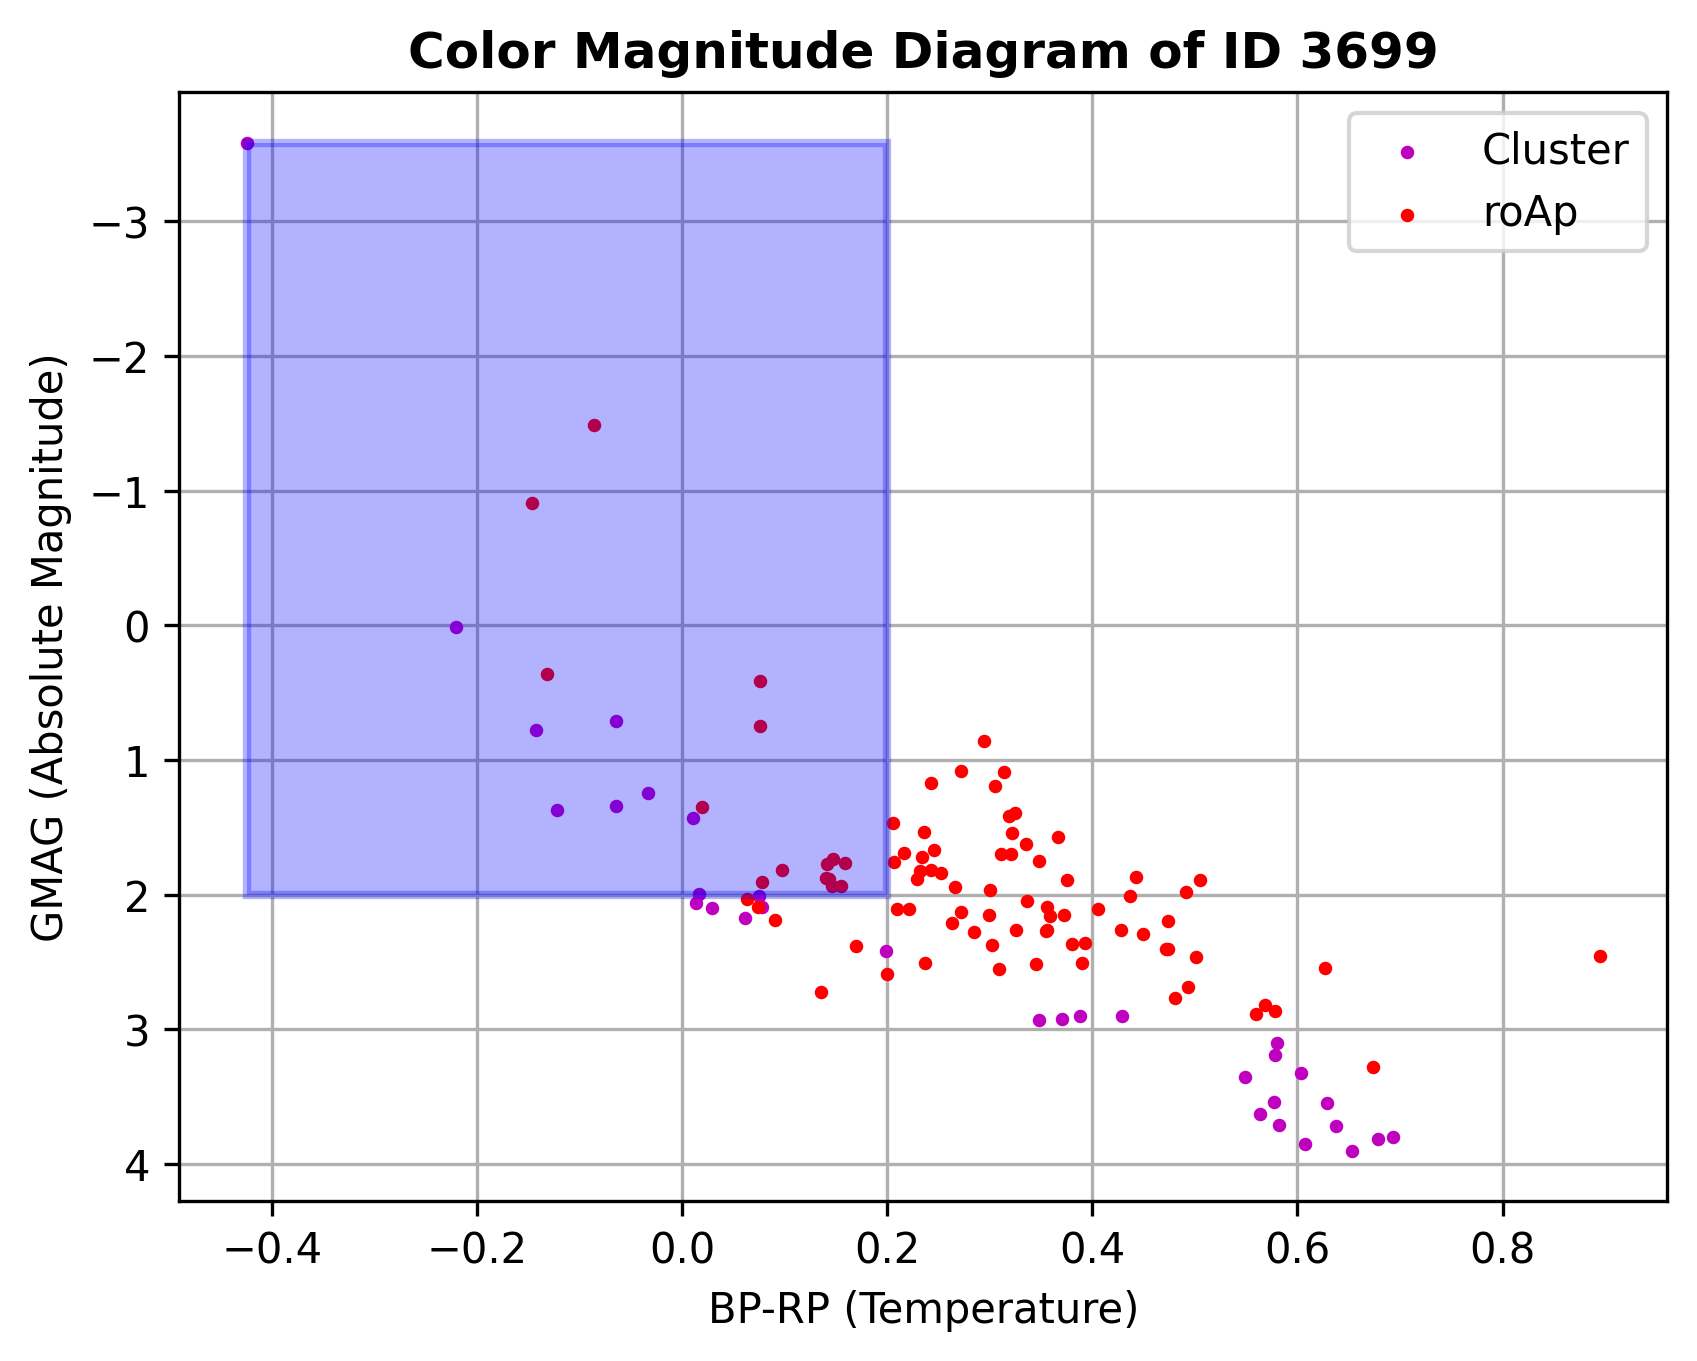 Color Magnitude Diagram of ID 3699
Cluster
roAp
GMAG (Absolute Magnitude)
−3
−2
−1
0
1
2
3
4
−0.4 −0.2 0.0 0.2 0.4 0.6 0.8
BP-RP (Temperature)